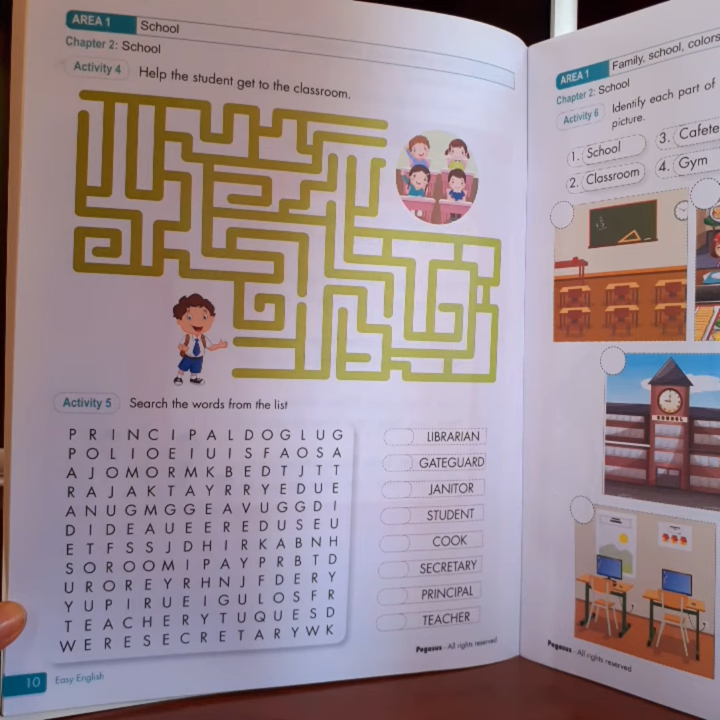 AREA 1 School
Chapter 2: School
Activity 4 Help the student get to the classroom.
Activity 5 Search the words from the list
P R I N C I P A L D O G L U G
P O L I O E I U I S F A O S A
A J O M O R M K B E D T J T T
R A J A K T A Y R R Y E D U E
A N U G M G G E A V U G G D I
D I D E A U E E R E D U S E U
E T F S S J D H I R K A B N H
S O R O O M I P A Y P R B T D
U R O R E Y R H N J F D E R Y
Y U P I R U E I G U L O S F R
T E A C H E R Y T U Q U E S D
W E R E S E C R E T A R Y W K
LIBRARIAN
GATEGUARD
JANITOR
STUDENT
COOK
SECRETARY
PRINCIPAL
TEACHER
Pegasus - All rights reserved.
10 Easy English
AREA 1 Family, school, colors
Chapter 2: School
Activity 6 Identify each part of
picture.
1. School
2. Classroom
3. Cafete
4. Gym
SCHOOL
Pegasus - All rights reserved